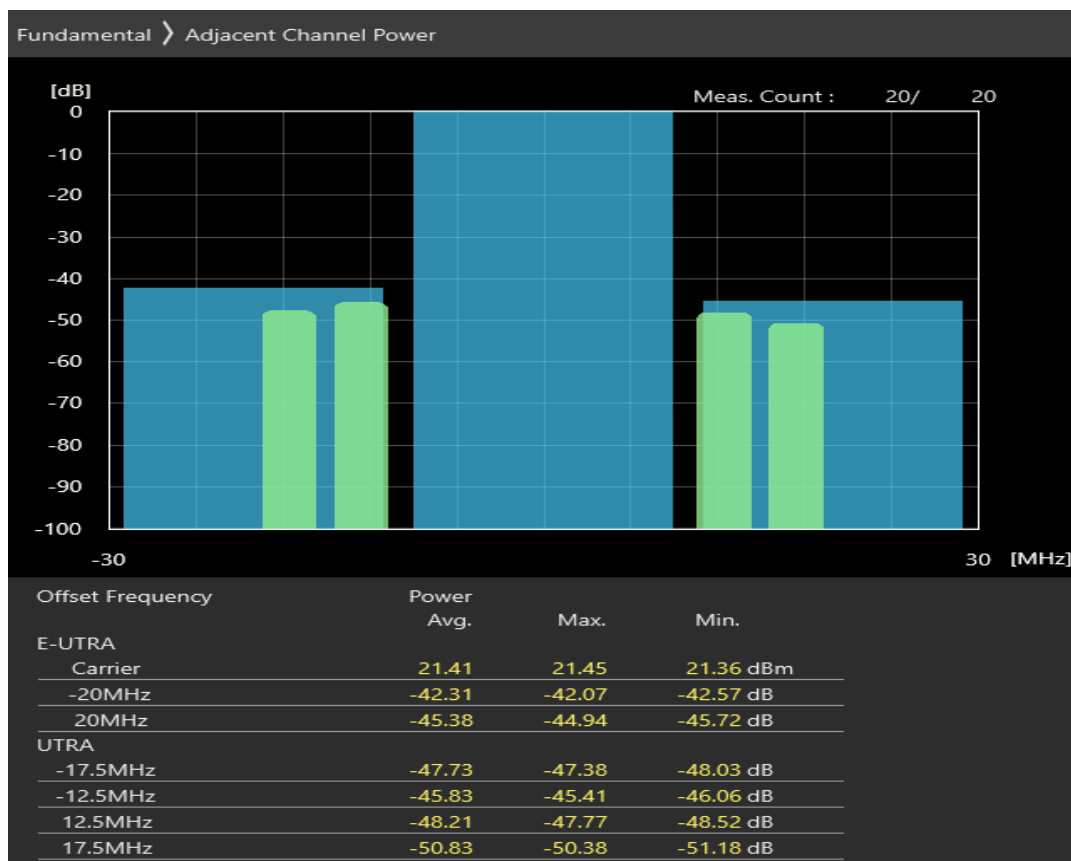 Fundamental 〉 Adjacent Channel Power
[dB]
Meas. Count : 20/ 20
0
-10
-20
-30
-40
-50
-60
-70
-80
-90
-100
-30 30 [MHz]
Offset Frequency Power
Avg. Max. Min.
E-UTRA
Carrier 21.41 21.45 21.36 dBm
-20MHz -42.31 -42.07 -42.57 dB
20MHz -45.38 -44.94 -45.72 dB
UTRA
-17.5MHz -47.73 -47.38 -48.03 dB
-12.5MHz -45.83 -45.41 -46.06 dB
12.5MHz -48.21 -47.77 -48.52 dB
17.5MHz -50.83 -50.38 -51.18 dB